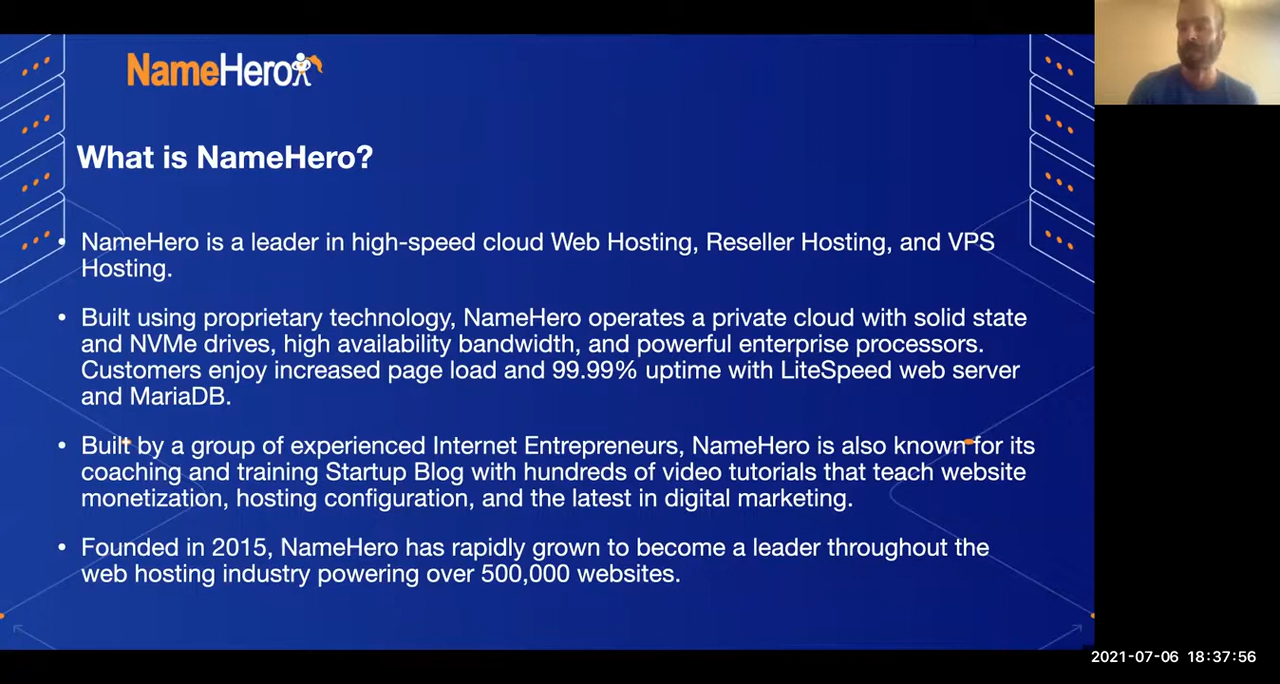 NameHero
What is NameHero?
• NameHero is a leader in high-speed cloud Web Hosting, Reseller Hosting, and VPS
Hosting.
• Built using proprietary technology, NameHero operates a private cloud with solid state
and NVMe drives, high availability bandwidth, and powerful enterprise processors.
Customers enjoy increased page load and 99.99% uptime with LiteSpeed web server
and MariaDB.
• Built by a group of experienced Internet Entrepreneurs, NameHero is also known for its
coaching and training Startup Blog with hundreds of video tutorials that teach website
monetization, hosting configuration, and the latest in digital marketing.
• Founded in 2015, NameHero has rapidly grown to become a leader throughout the
web hosting industry powering over 500,000 websites.
2021-07-06 18:37:56